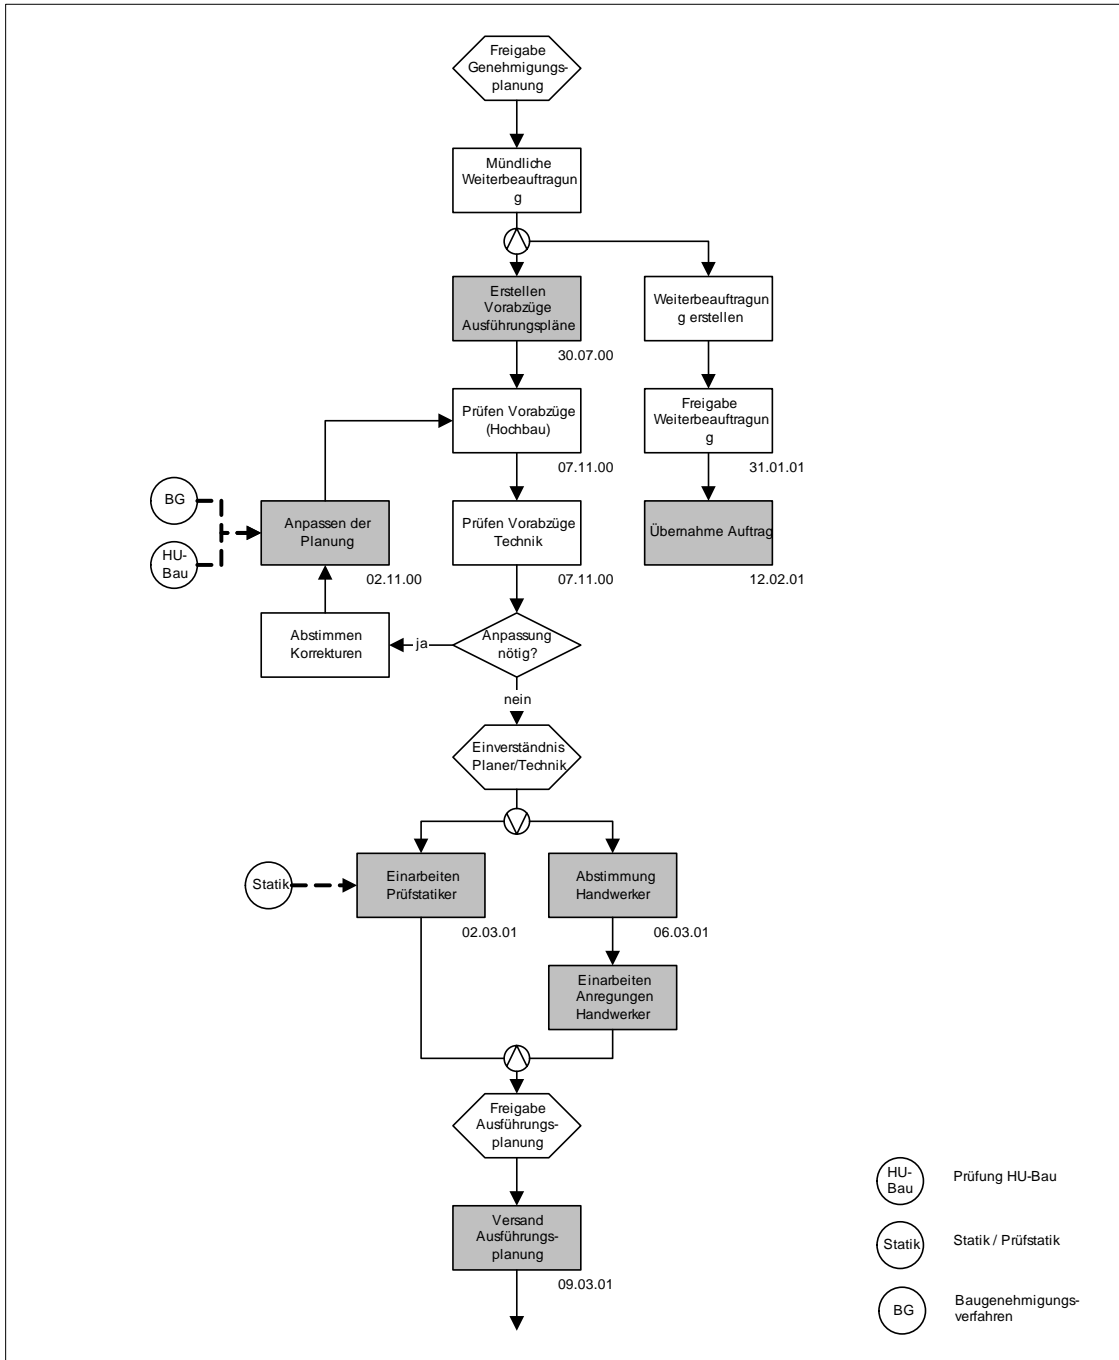 Freigabe
Genehmigungs-
planung
Mündliche
Weiterbeauftragun
g
Erstellen
Vorabzüge
Ausführungspläne
30.07.00
Weiterbeauftragun
g erstellen
Prüfen Vorabzüge
(Hochbau)
07.11.00
Freigabe
Weiterbeauftragun
g
31.01.01
BG
HU-
Bau
Anpassen der
Planung
02.11.00
Prüfen Vorabzüge
Technik
07.11.00
Übernahme Auftrag
12.02.01
Abstimmen
Korrekturen
ja
Anpassung
nötig?
nein
Einverständnis
Planer/Technik
Statik
Einarbeiten
Prüfstatiker
02.03.01
Abstimmung
Handwerker
06.03.01
Einarbeiten
Anregungen
Handwerker
Freigabe
Ausführungs-
planung
Versand
Ausführungs-
planung
09.03.01
HU-
Bau
Prüfung HU-Bau
Statik
Statik / Prüfstatik
BG
Baugenehmigungs-
verfahren